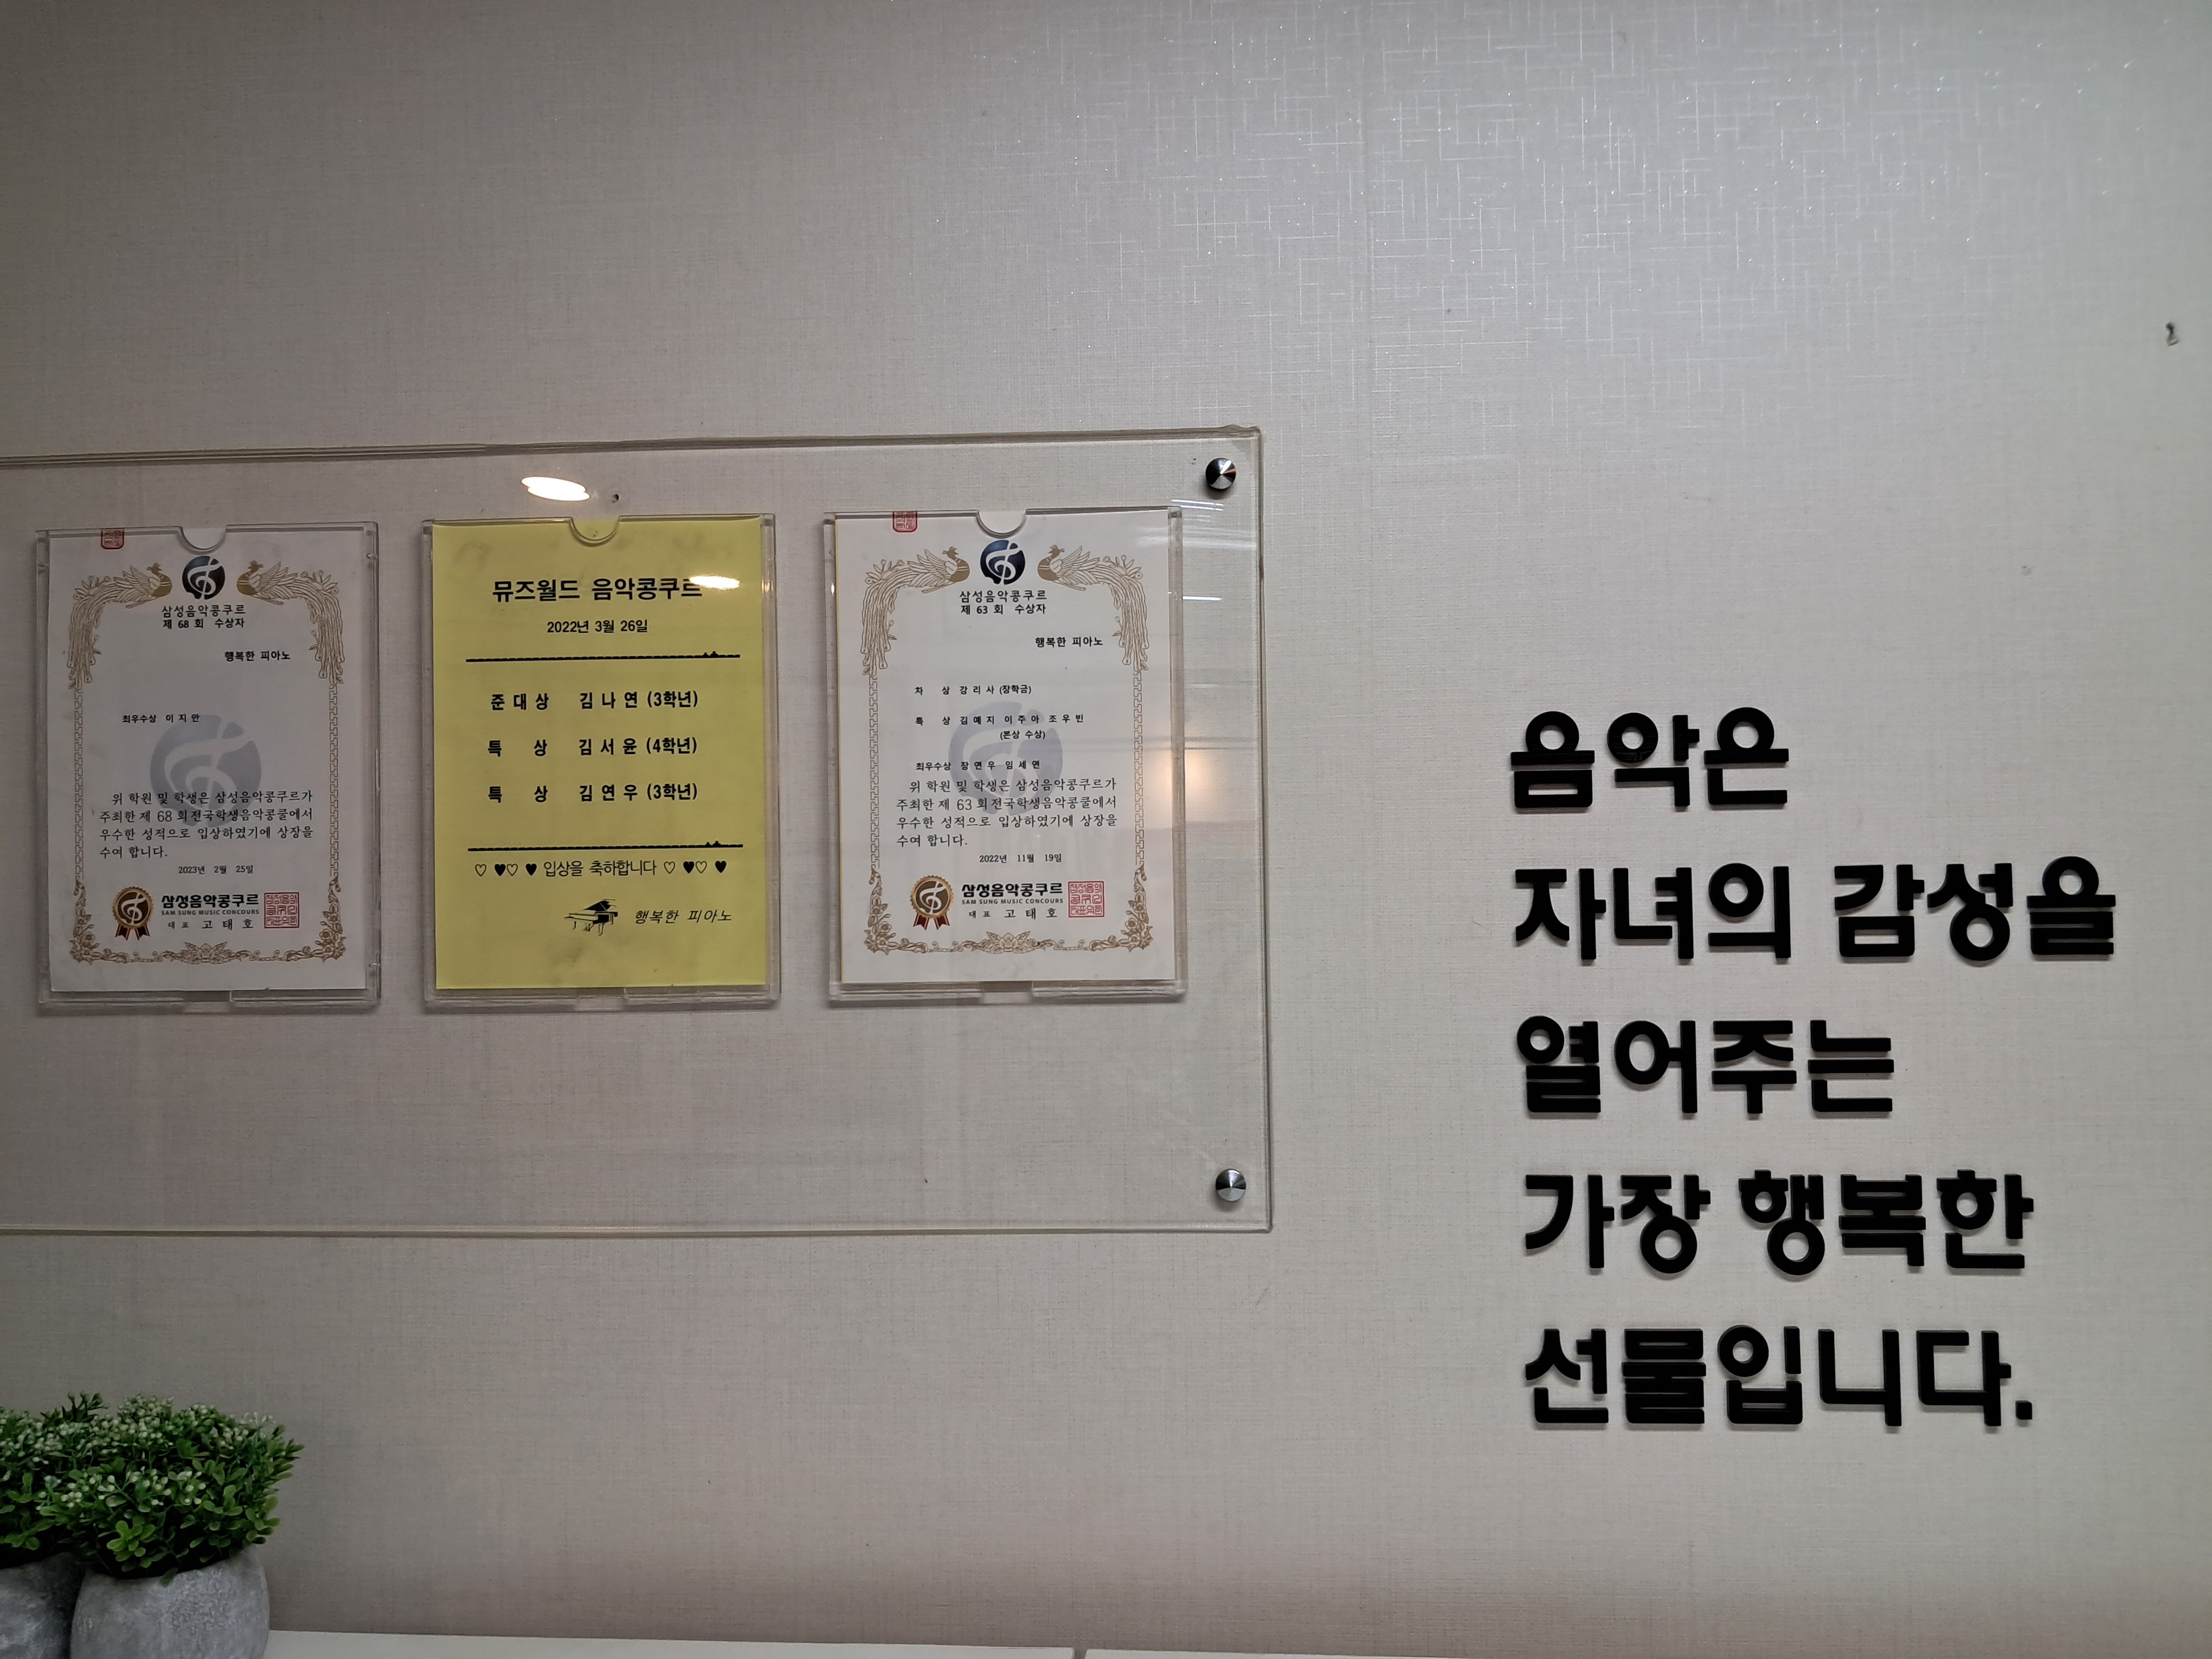 삼성음악콩쿠르
제 68 회 수상자
행복한 피아노
최우수상 이 지 안
위 학원 및 학생은 삼성음악콩쿠르가
주최한 제 68 회 전국학생음악콩쿨에서
우수한 성적으로 입상하였기에 상장을
수여 합니다.
2023년 2월 25일
삼성음악콩쿠르
SAM SUNG MUSIC CONCOURS
대 표 고 태 호
뮤즈월드 음악콩쿠르
2022년 3월 26일
준 대 상 김 나 연 (3학년)
특 상 김 서 윤 (4학년)
특 상 김 연 우 (3학년)
♡ ♥♡ ♥ 입상을 축하합니다 ♡ ♥♡ ♥
행복한 피아노
삼성음악콩쿠르
제 63 회 수상자
행복한 피아노
차 상 강 리 사 (장학금)
특 상 김 예 지 이 주 아 조 우 빈
(본상 수상)
최우수상 장 연 우 임 세 연
위 학원 및 학생은 삼성음악콩쿠르가
주최한 제 63 회 전국학생음악콩쿨에서
우수한 성적으로 입상하였기에 상장을
수여 합니다.
2022년 11월 19일
삼성음악콩쿠르
SAM SUNG MUSIC CONCOURS
대 표 고 태 호
음악은
자녀의 감성을
열어주는
가장 행복한
선물입니다.